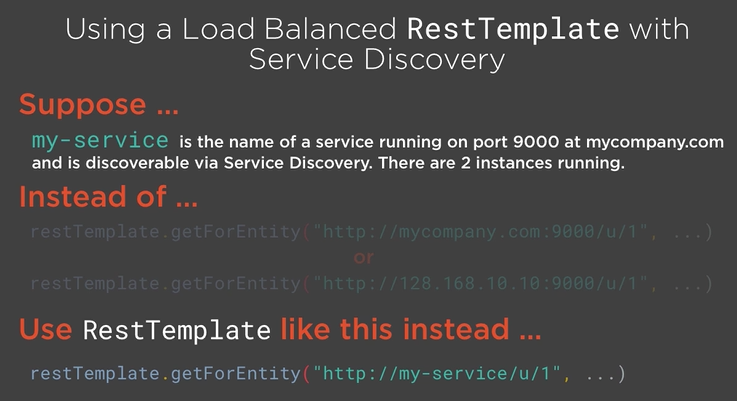 Using a Load Balanced RestTemplate with
Service Discovery
Suppose ...
my-service is the name of a service running on port 9000 at mycompany.com
and is discoverable via Service Discovery. There are 2 instances running.
Instead of ...
restTemplate.getForEntity("http://mycompany.com:9000/u/1", ...)
or
restTemplate.getForEntity("http://128.168.10.10:9000/u/1", ...)
Use RestTemplate like this instead ...
restTemplate.getForEntity("http://my-service/u/1", ...)